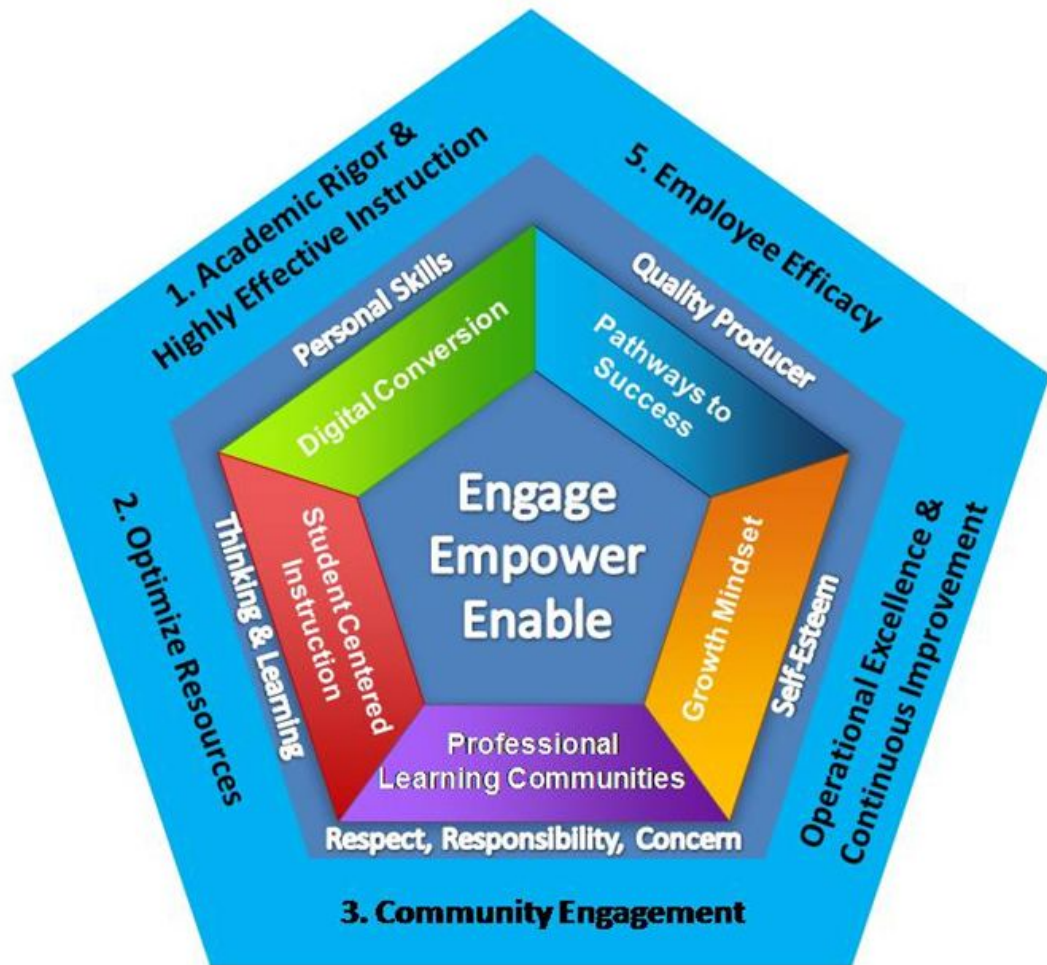 1. Academic Rigor &
Highly Effective Instruction
5. Employee Efficacy
Personal Skills
Quality Producer
Digital Conversion
Pathways to
Success
Engage
Empower
Enable
2. Optimize Resources
Thinking & Learning
Student Centered
Instruction
Growth Mindset
Self-Esteem
Operational Excellence &
Continuous Improvement
Professional
Learning Communities
Respect, Responsibility, Concern
3. Community Engagement